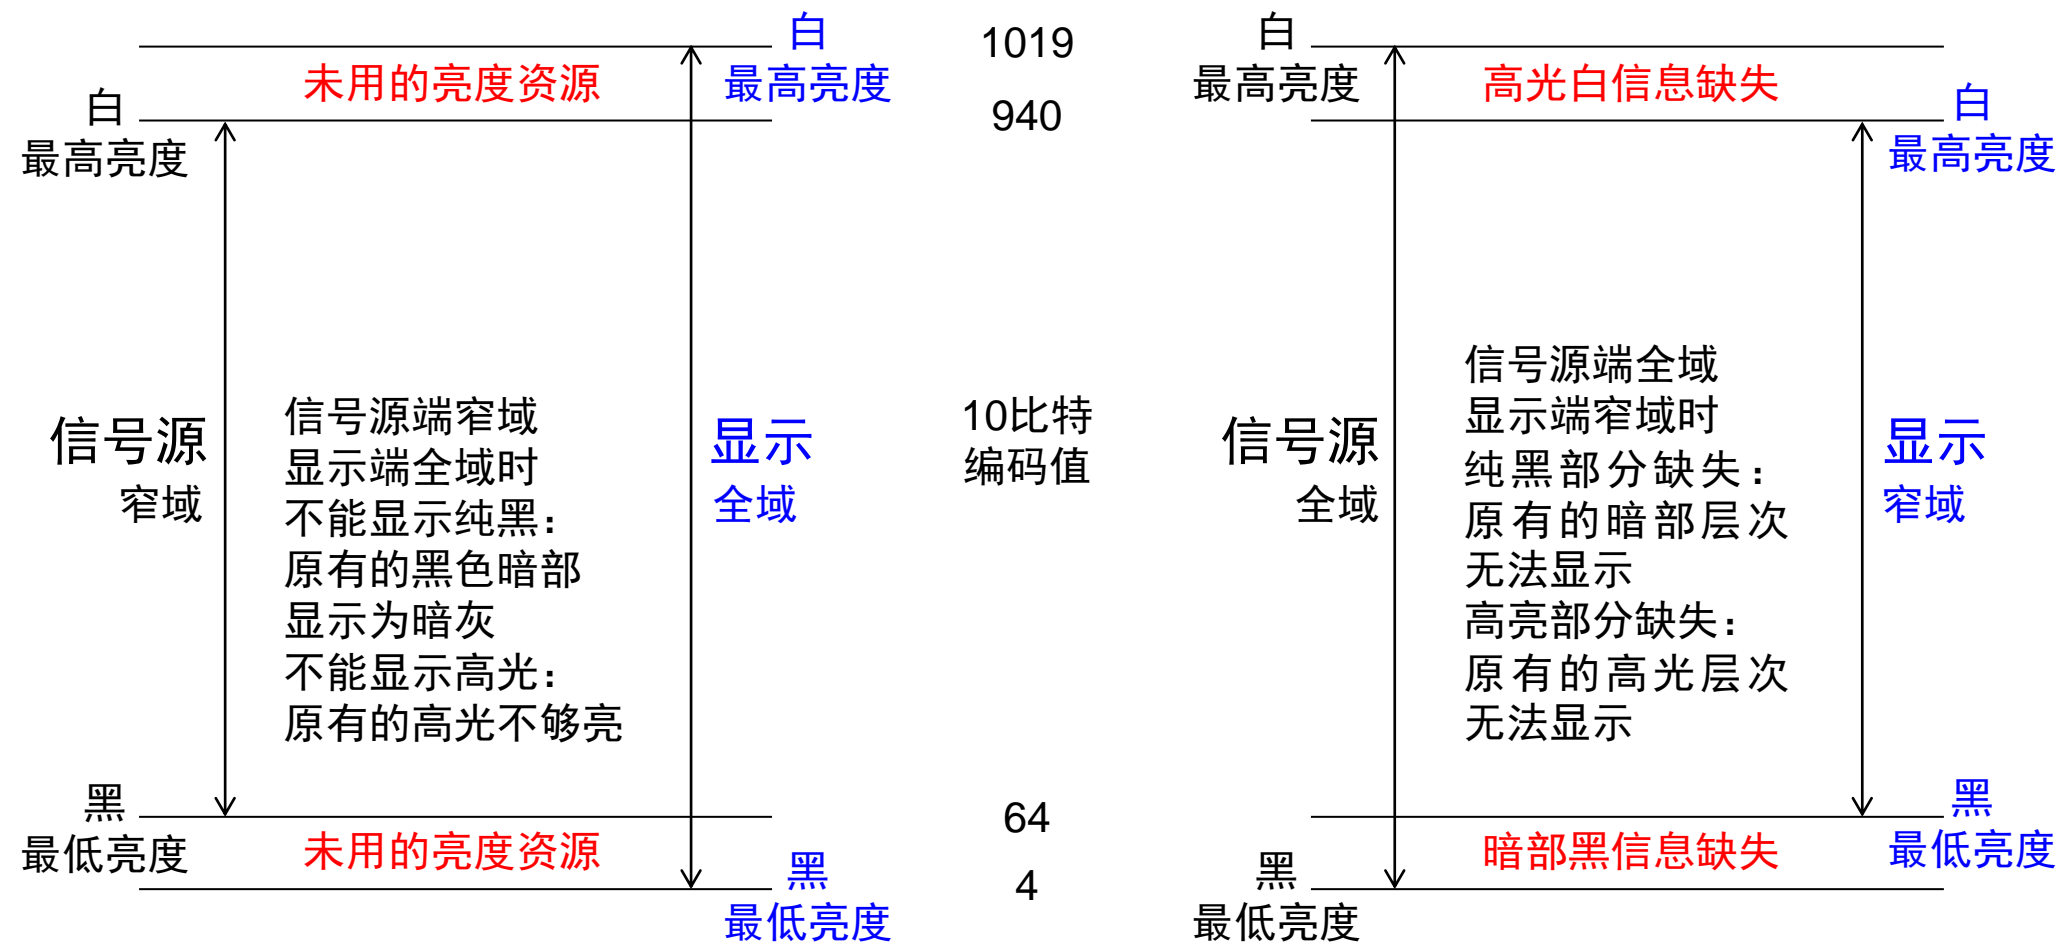 白
最高亮度
未用的亮度资源
白
最高亮度
信号源
窄域
信号源端窄域
显示端全域时
不能显示纯黑：
原有的黑色暗部
显示为暗灰
不能显示高光：
原有的高光不够亮
显示
全域
黑
最低亮度
未用的亮度资源
黑
最低亮度
1019
940
10比特
编码值
64
4
白
最高亮度
高光白信息缺失
白
最高亮度
信号源
全域
信号源端全域
显示端窄域时
纯黑部分缺失：
原有的暗部层次
无法显示
高亮部分缺失：
原有的高光层次
无法显示
显示
窄域
黑
最低亮度
暗部黑信息缺失
黑
最低亮度